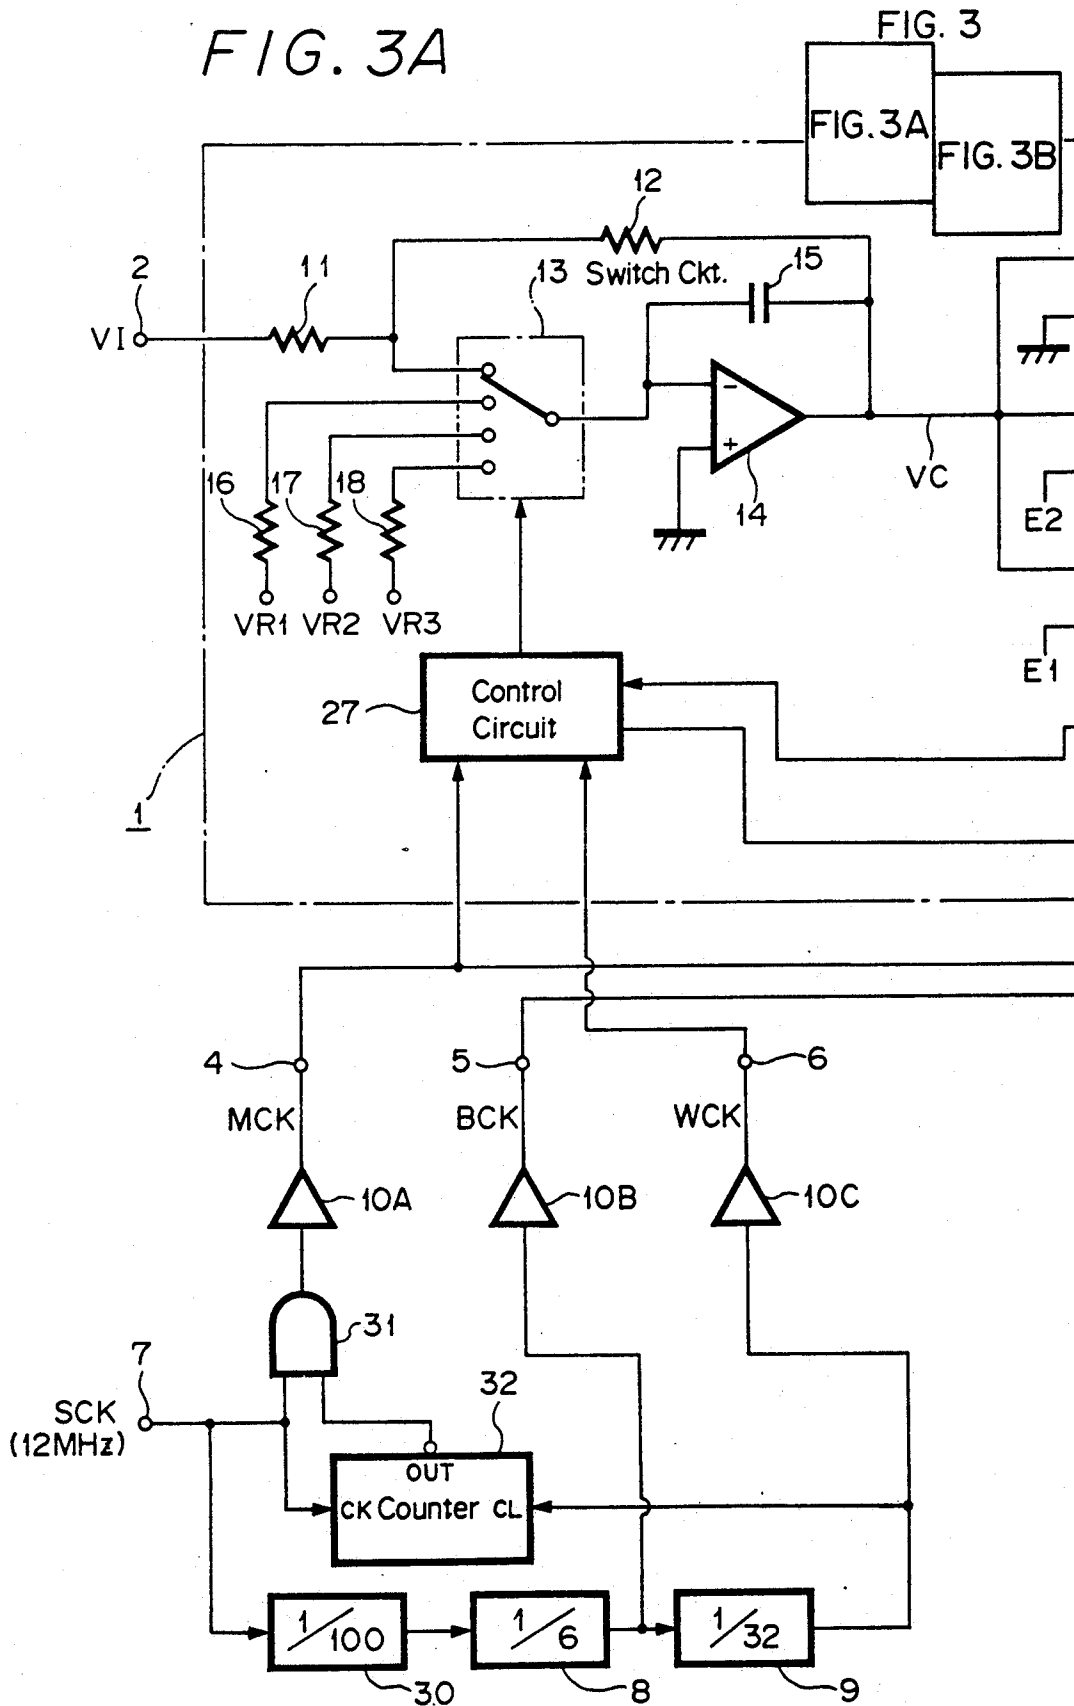 FIG. 3A
FIG. 3
FIG. 3A
FIG. 3B
12
2
11
13
Switch Ckt.
15
VI
−
+
14
VC
16
17
18
E2
VR1
VR2
VR3
E1
27
Control
Circuit
1
4
5
6
MCK
BCK
WCK
10A
10B
10C
31
7
32
SCK
(12MHz)
OUT
CK Counter CL
1/100
1/6
1/32
30
8
9